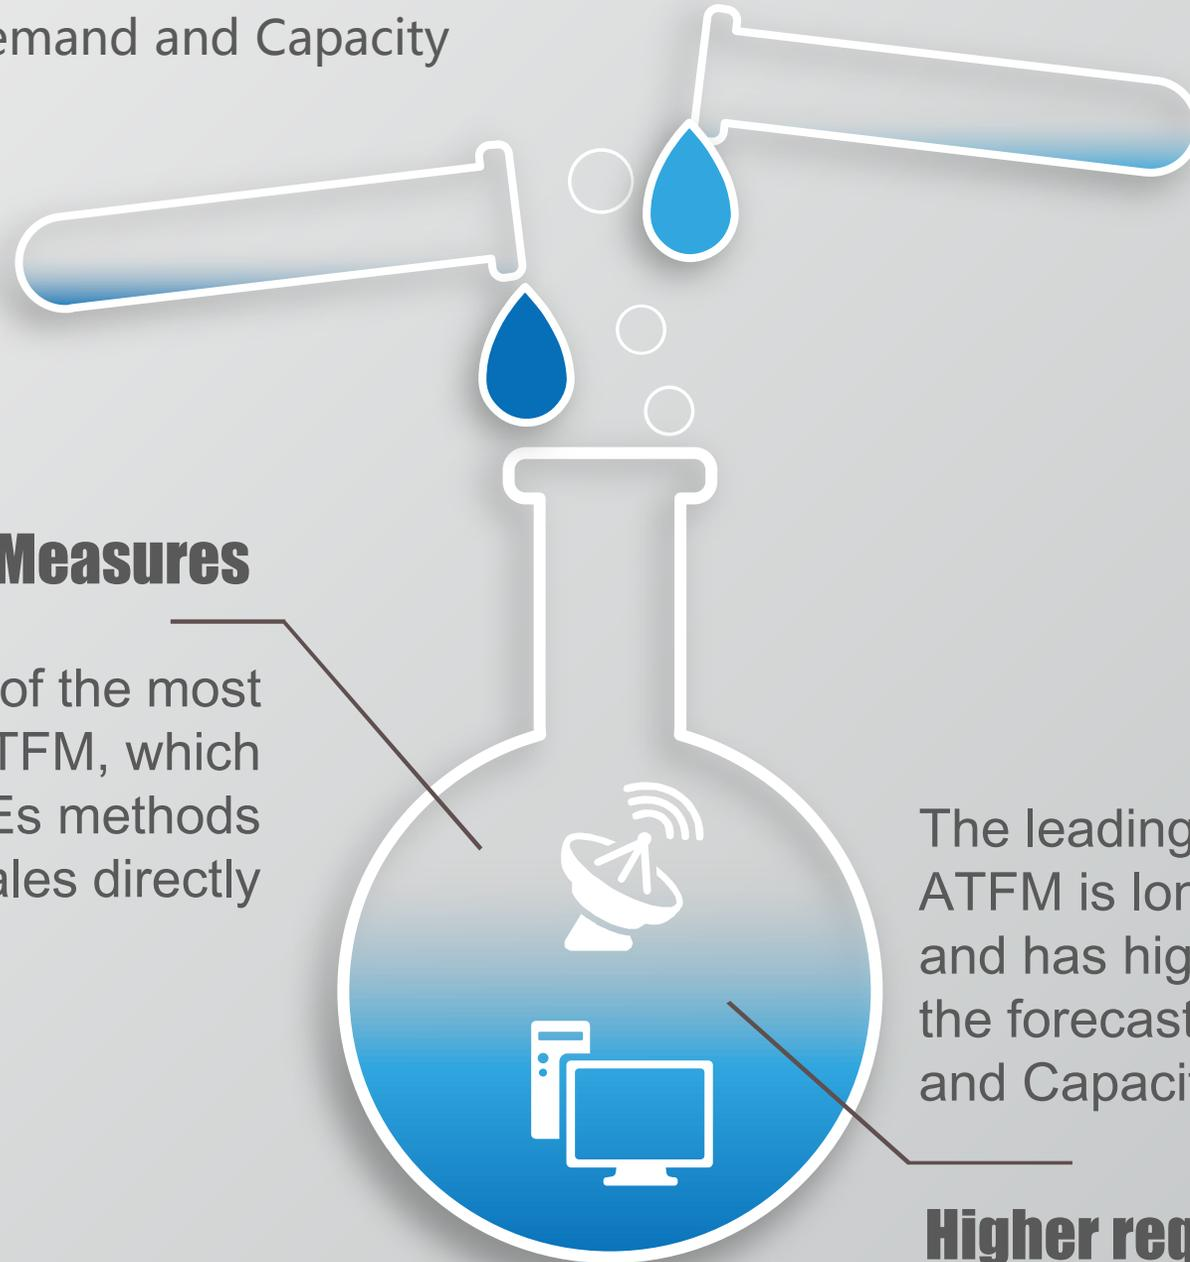 emand and Capacity
Measures
of the most
TFM, which
Es methods
ales directly
The leading
ATFM is lon
and has hig
the forecast
and Capacit
Higher req